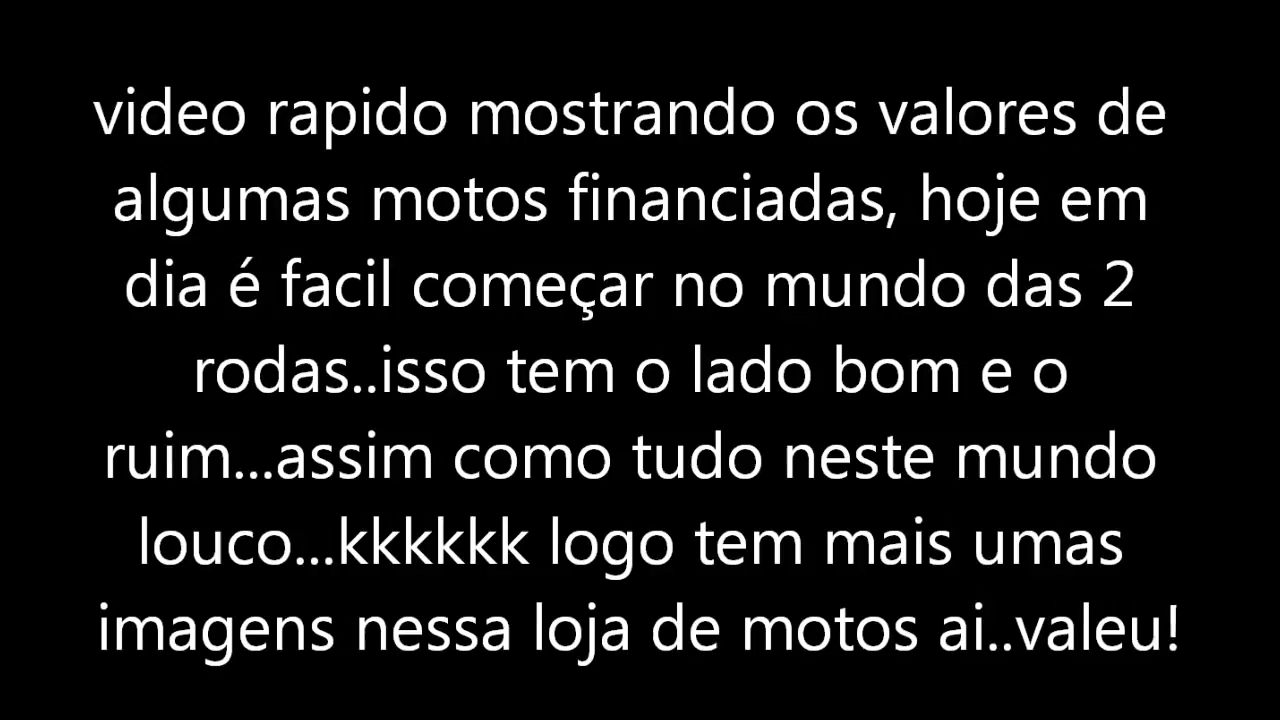 video rapido mostrando os valores de
algumas motos financiadas, hoje em
dia é facil começar no mundo das 2
rodas..isso tem o lado bom e o
ruim...assim como tudo neste mundo
louco...kkkkkk logo tem mais umas
imagens nessa loja de motos ai..valeu!